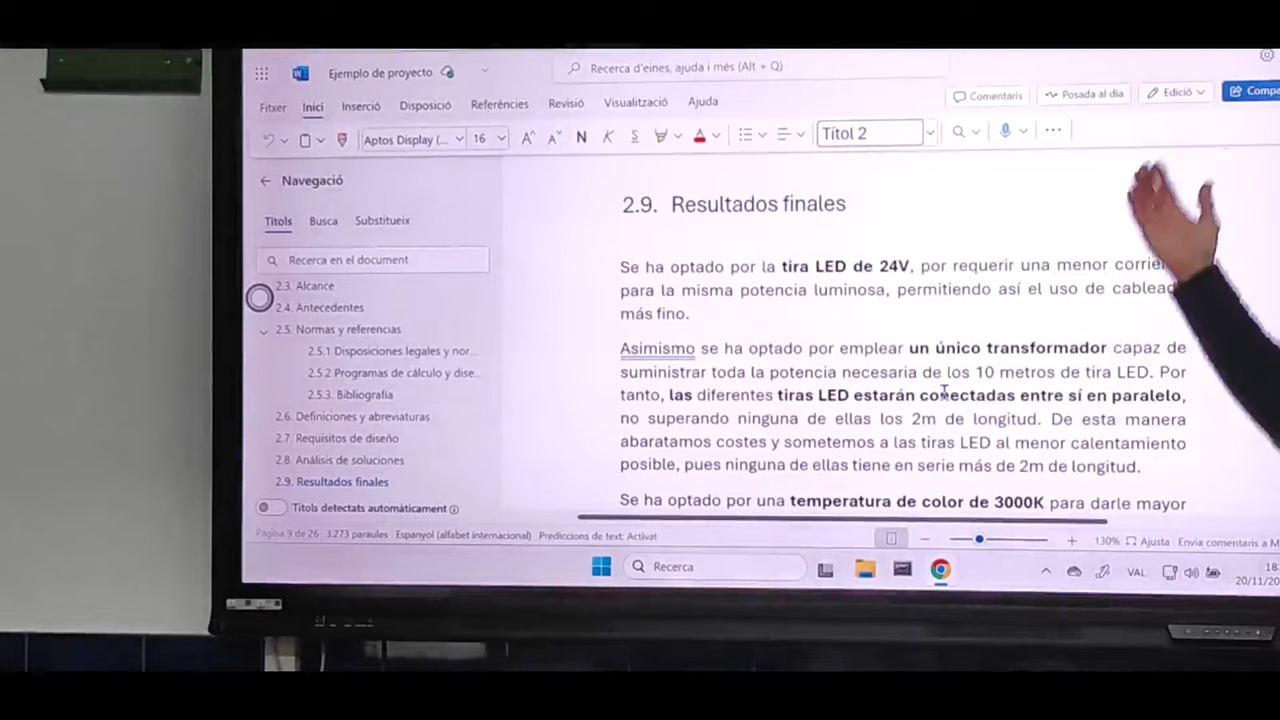 Ejemplo de proyecto
Recerca d'eines, ajuda i més (Alt + Q)
Fitxer Inici Inserció Disposició Referències Revisió Visualització Ajuda
Comentaris Posada al dia Edició
Aptos Display (... 16 N K S Títol 2 ...
Navegació
Títols Busca Substitueix
Recerca en el document
2.3. Alcance
2.4. Antecedentes
2.5. Normas y referencias
2.5.1 Disposiciones legales y nor...
2.5.2 Programas de cálculo y dise...
2.5.3. Bibliografía
2.6. Definiciones y abreviaturas
2.7. Requisitos de diseño
2.8. Análisis de soluciones
2.9. Resultados finales
Títols detectats automàticament
2.9. Resultados finales
Se ha optado por la tira LED de 24V, por requerir una menor corrien
para la misma potencia luminosa, permitiendo así el uso de cablead
más fino.
Asimismo se ha optado por emplear un único transformador capaz de
suministrar toda la potencia necesaria de los 10 metros de tira LED. Por
tanto, las diferentes tiras LED estarán conectadas entre sí en paralelo,
no superando ninguna de ellas los 2m de longitud. De esta manera
abaratamos costes y sometemos a las tiras LED al menor calentamiento
posible, pues ninguna de ellas tiene en serie más de 2m de longitud.
Se ha optado por una temperatura de color de 3000K para darle mayor
Pàgina 9 de 26 3.273 paraules Espanyol (alfabet internacional) Prediccions de text: Activat
130% Ajusta Envia comentaris a M
Recerca
VAL
18:
20/11/20